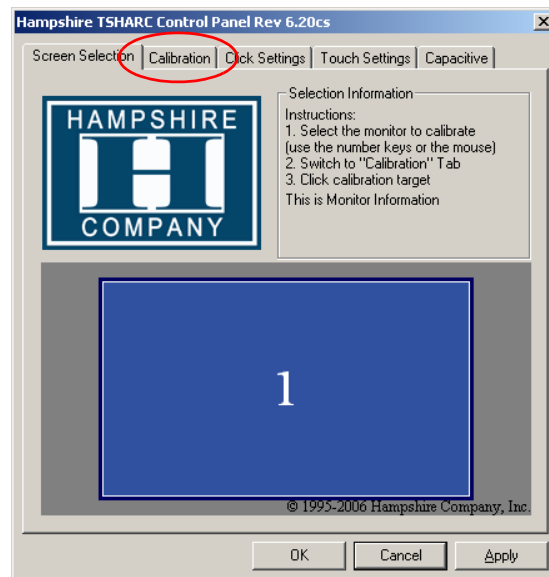 Hampshire TSHARC Control Panel Rev 6.20cs
Screen Selection Calibration Click Settings Touch Settings Capacitive
HAMPSHIRE
H
COMPANY
Selection Information
Instructions:
1. Select the monitor to calibrate
(use the number keys or the mouse)
2. Switch to "Calibration" Tab
3. Click calibration target
This is Monitor Information
1
© 1995-2006 Hampshire Company, Inc.
OK Cancel Apply